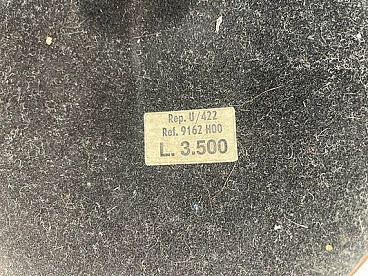 Rep. U/422
Ref. 9162 H00
L. 3.500